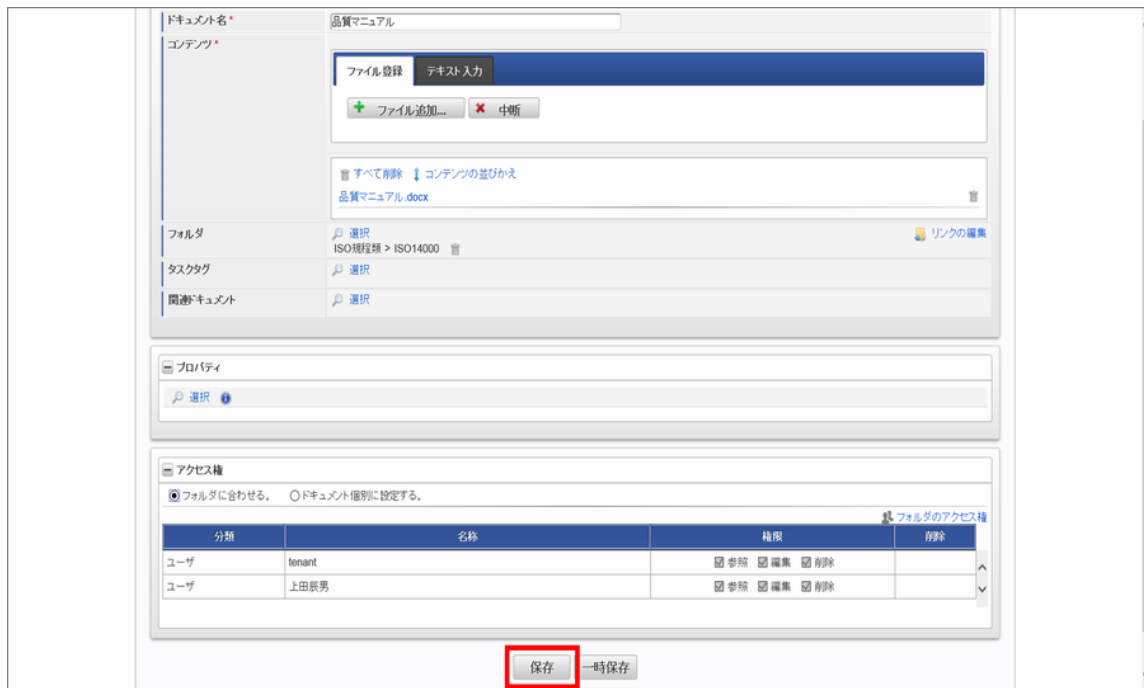 ドキュメント名*
品質マニュアル
コンテンツ*
ファイル登録 テキスト入力
ファイル追加... 中断
すべて削除 コンテンツの並びかえ
品質マニュアル.docx
フォルダ 選択 リンクの編集
ISO規程類 > ISO14000
タスクタグ 選択
関連ドキュメント 選択
プロパティ
選択
アクセス権
フォルダに合わせる。 ドキュメント個別に設定する。
フォルダのアクセス権
分類 名称 権限 削除
ユーザ tenant 参照 編集 削除
ユーザ 上田辰男 参照 編集 削除
保存 一時保存